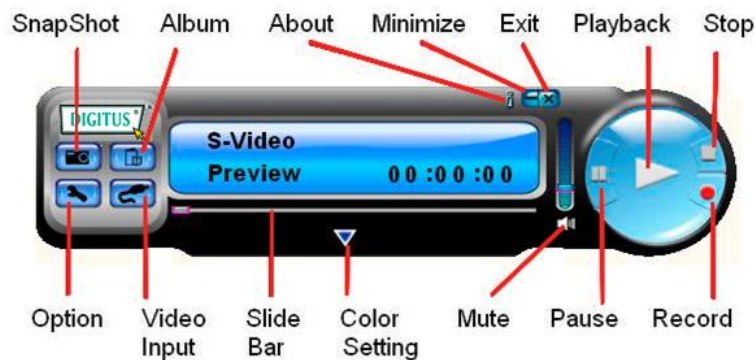 SnapShot Album About Minimize Exit Playback Stop
DIGITUS
S-Video
Preview 00:00:00
Option Video Input Slide Bar Color Setting Mute Pause Record